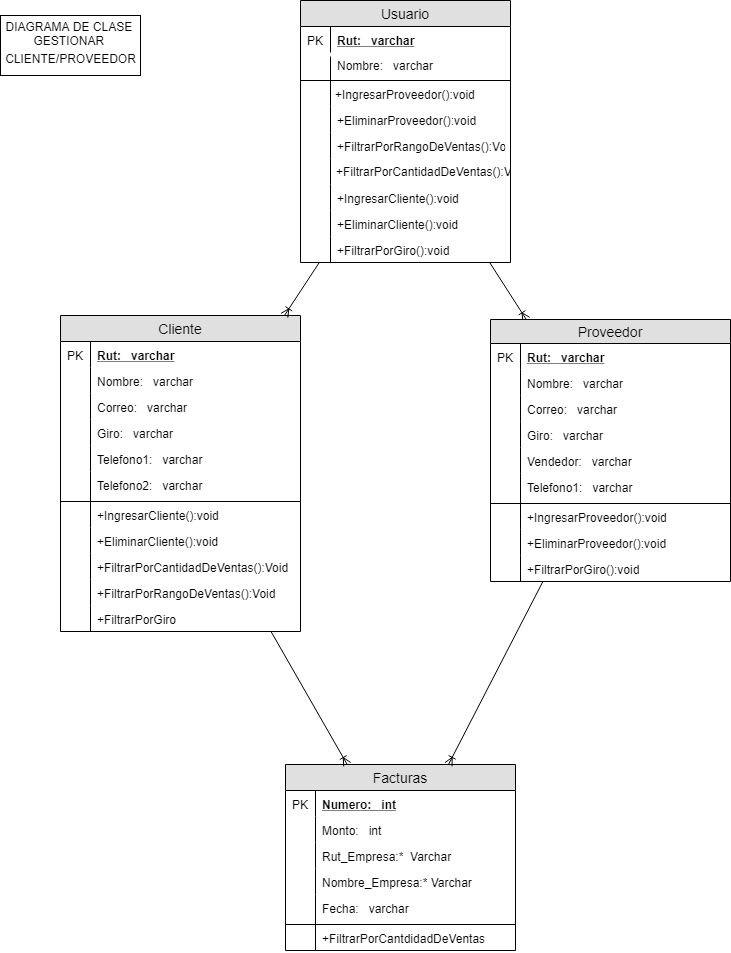 DIAGRAMA DE CLASE
GESTIONAR
CLIENTE/PROVEEDOR
Usuario
PK Rut: varchar
Nombre: varchar
+IngresarProveedor():void
+EliminarProveedor():void
+FiltrarPorRangoDeVentas():Vo
+FiltrarPorCantidadDeVentas():V
+IngresarCliente():void
+EliminarCliente():void
+FiltrarPorGiro():void
Cliente
PK Rut: varchar
Nombre: varchar
Correo: varchar
Giro: varchar
Telefono1: varchar
Telefono2: varchar
+IngresarCliente():void
+EliminarCliente():void
+FiltrarPorCantidadDeVentas():Void
+FiltrarPorRangoDeVentas():Void
+FiltrarPorGiro
Proveedor
PK Rut: varchar
Nombre: varchar
Correo: varchar
Giro: varchar
Vendedor: varchar
Telefono1: varchar
+IngresarProveedor():void
+EliminarProveedor():void
+FiltrarPorGiro():void
Facturas
PK Numero: int
Monto: int
Rut_Empresa:* Varchar
Nombre_Empresa:* Varchar
Fecha: varchar
+FiltrarPorCantdidadDeVentas